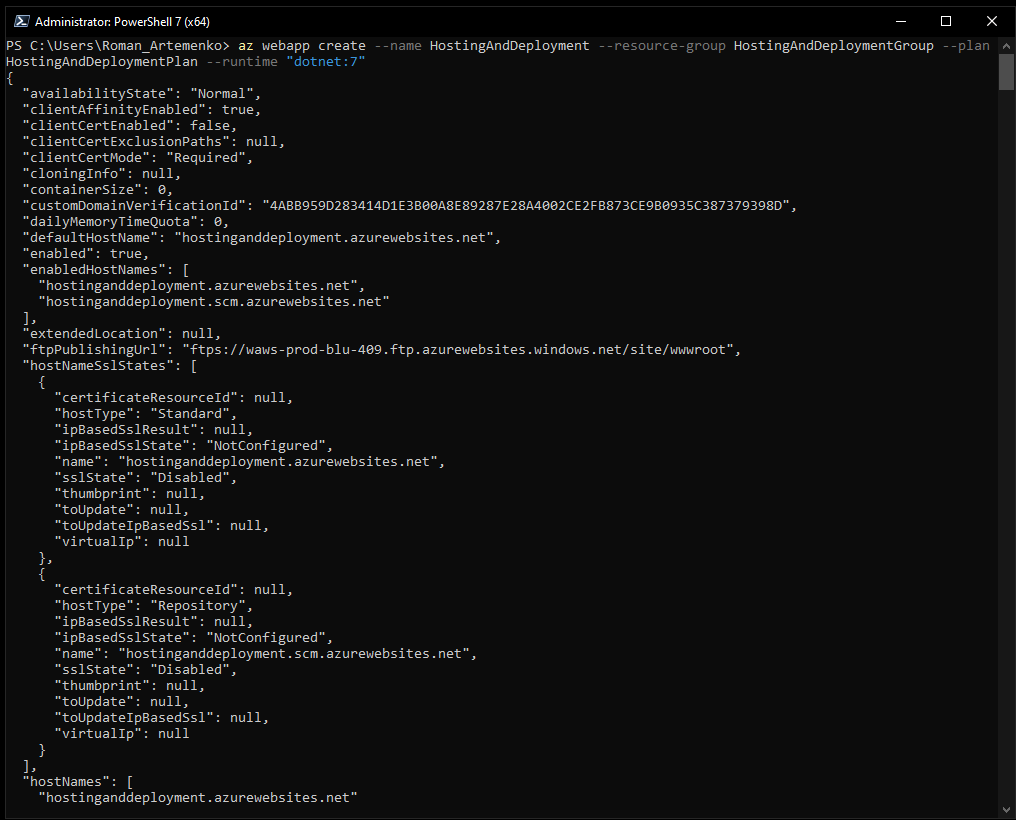 Administrator: PowerShell 7 (x64)
PS C:\Users\Roman_Artemenko> az webapp create --name HostingAndDeployment --resource-group HostingAndDeploymentGroup --plan
HostingAndDeploymentPlan --runtime "dotnet:7"
{
  "availabilityState": "Normal",
  "clientAffinityEnabled": true,
  "clientCertEnabled": false,
  "clientCertExclusionPaths": null,
  "clientCertMode": "Required",
  "cloningInfo": null,
  "containerSize": 0,
  "customDomainVerificationId": "4ABB959D283414D1E3B00A8E89287E28A4002CE2FB873CE9B0935C387379398D",
  "dailyMemoryTimeQuota": 0,
  "defaultHostName": "hostinganddeployment.azurewebsites.net",
  "enabled": true,
  "enabledHostNames": [
    "hostinganddeployment.azurewebsites.net",
    "hostinganddeployment.scm.azurewebsites.net"
  ],
  "extendedLocation": null,
  "ftpPublishingUrl": "ftps://waws-prod-blu-409.ftp.azurewebsites.windows.net/site/wwwroot",
  "hostNameSslStates": [
    {
      "certificateResourceId": null,
      "hostType": "Standard",
      "ipBasedSslResult": null,
      "ipBasedSslState": "NotConfigured",
      "name": "hostinganddeployment.azurewebsites.net",
      "sslState": "Disabled",
      "thumbprint": null,
      "toUpdate": null,
      "toUpdateIpBasedSsl": null,
      "virtualIp": null
    },
    {
      "certificateResourceId": null,
      "hostType": "Repository",
      "ipBasedSslResult": null,
      "ipBasedSslState": "NotConfigured",
      "name": "hostinganddeployment.scm.azurewebsites.net",
      "sslState": "Disabled",
      "thumbprint": null,
      "toUpdate": null,
      "toUpdateIpBasedSsl": null,
      "virtualIp": null
    }
  ],
  "hostNames": [
    "hostinganddeployment.azurewebsites.net"